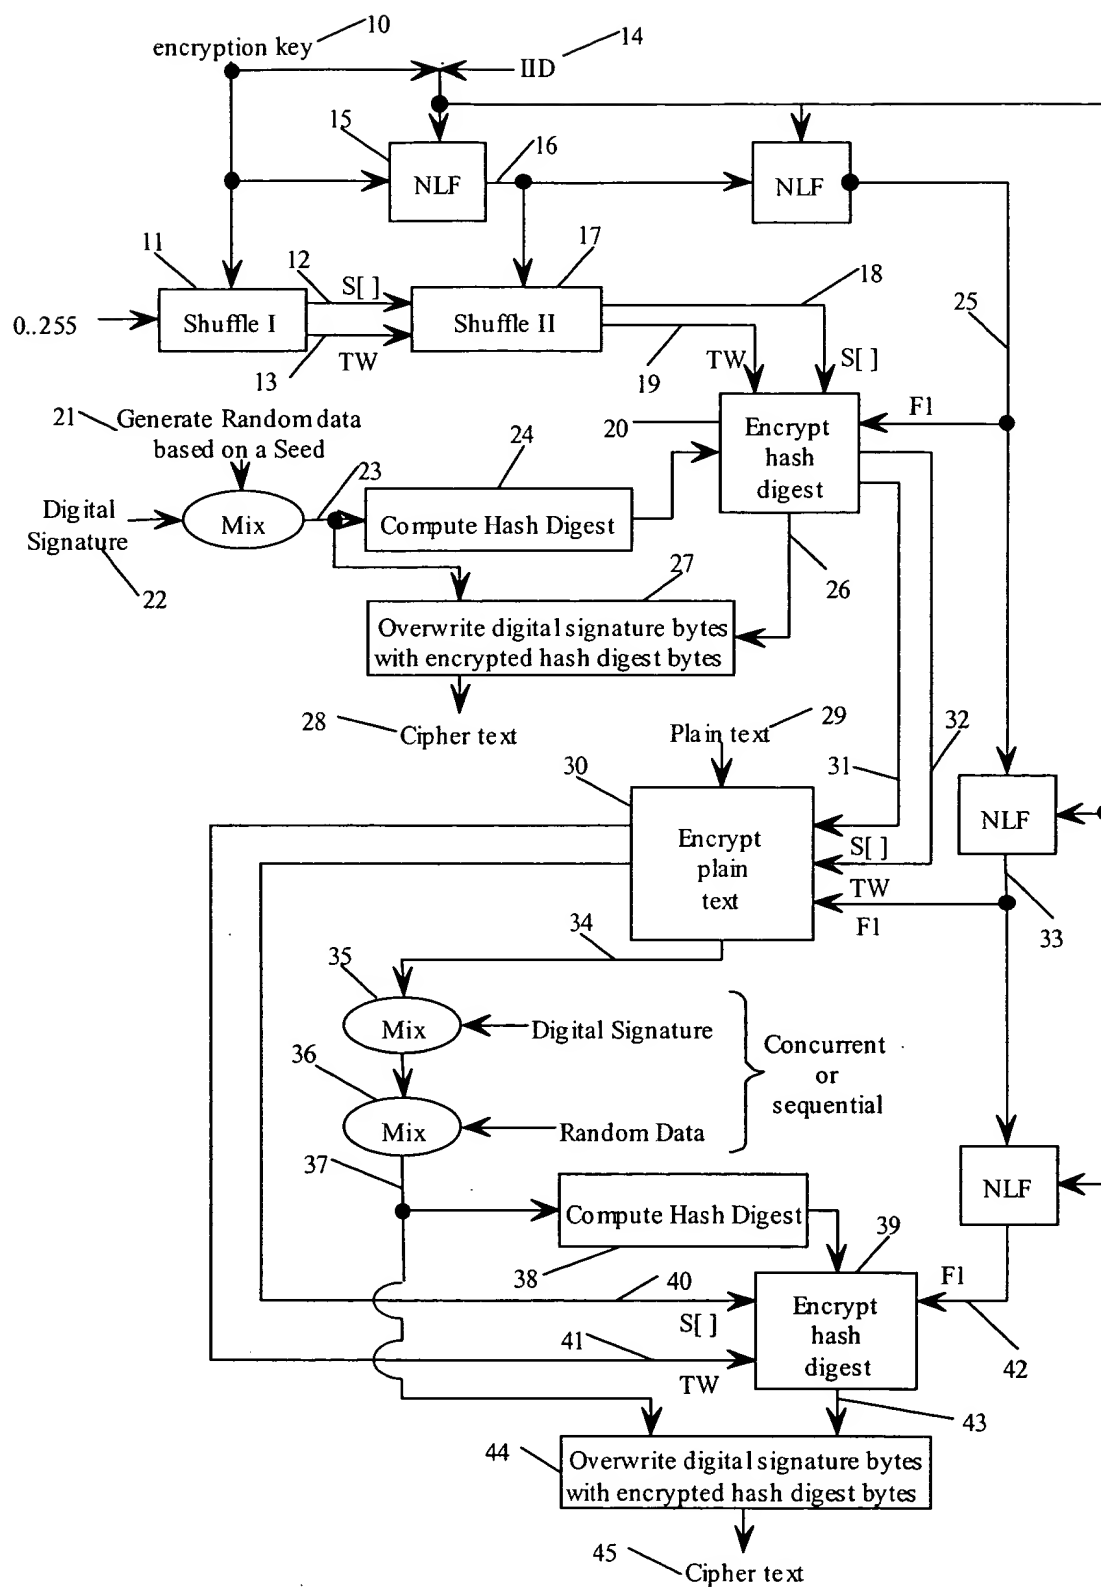 10
encryption key
14
IID
15
16
NLF
NLF
11
12
17
S[ ]
18
25
0..255
Shuffle I
Shuffle II
TW
13
19
TW
S[ ]
21
Generate Random data
based on a Seed
24
20
F1
Encrypt
hash
digest
23
Digital
Signature
Mix
Compute Hash Digest
22
27
26
Overwrite digital signature bytes
with encrypted hash digest bytes
28
Cipher text
29
Plain text
32
31
30
NLF
Encrypt
plain
text
S[ ]
TW
F1
34
33
35
Mix
Digital Signature
Concurrent
or
sequential
36
Mix
Random Data
37
NLF
Compute Hash Digest
39
38
40
F1
Encrypt
hash
digest
S[ ]
41
42
TW
43
44
Overwrite digital signature bytes
with encrypted hash digest bytes
45
Cipher text